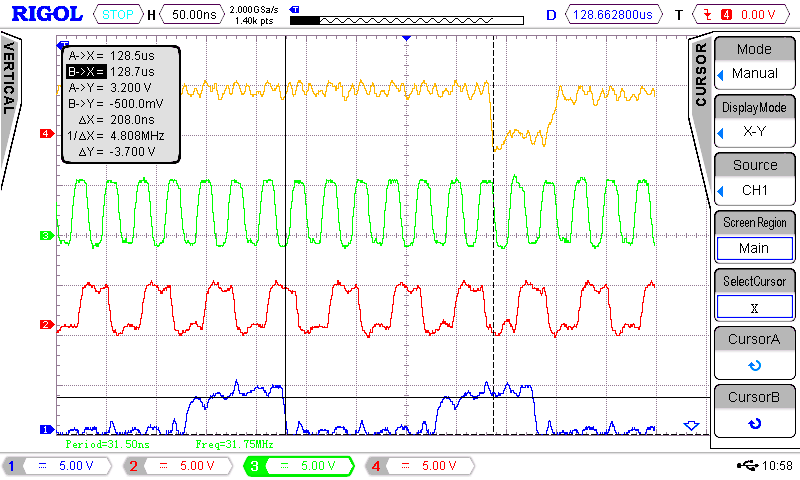 RIGOL STOP H 50.00ns 2.000GSa/s 1.40k pts T D 128.662800us T 4 0.00 V
VERTICAL
A->X = 128.5us
B->X = 128.7us
A->Y = 3.200 V
B->Y = -500.0mV
ΔX = 208.0ns
1/ΔX = 4.808MHz
ΔY = -3.700 V
4
3
2
1
Period=31.50ns Freq=31.75MHz
CURSOR
Mode
Manual
DisplayMode
X-Y
Source
CH1
Screen Region
Main
SelectCursor
X
CursorA
CursorB
1 = 5.00 V 2 = 5.00 V 3 = 5.00 V 4 = 5.00 V 10:58